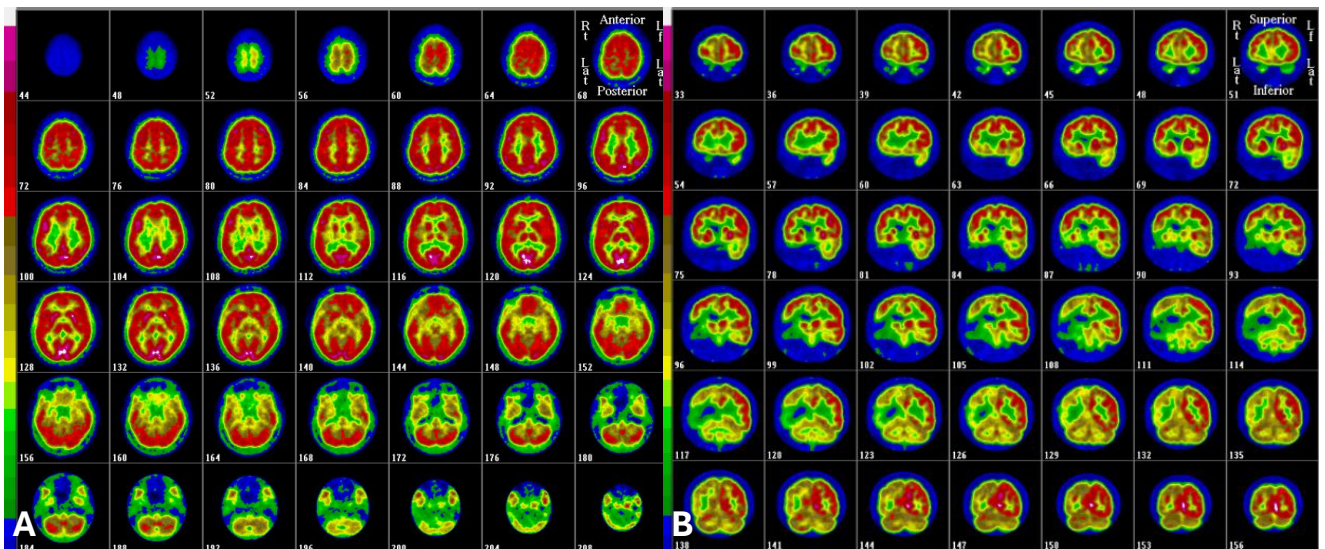 Rt Lat
Anterior
Lf Lat
Posterior
44 48 52 56 60 64 68
72 76 80 84 88 92 96
100 104 108 112 116 120 124
128 132 136 140 144 148 152
156 160 164 168 172 176 180
184 188 192 196 200 204 208
A
Rt Lat
Superior
Lf Lat
Inferior
33 36 39 42 45 48 51
54 57 60 63 66 69 72
75 78 81 84 87 90 93
96 99 102 105 108 111 114
117 120 123 126 129 132 135
138 141 144 147 150 153 156
B